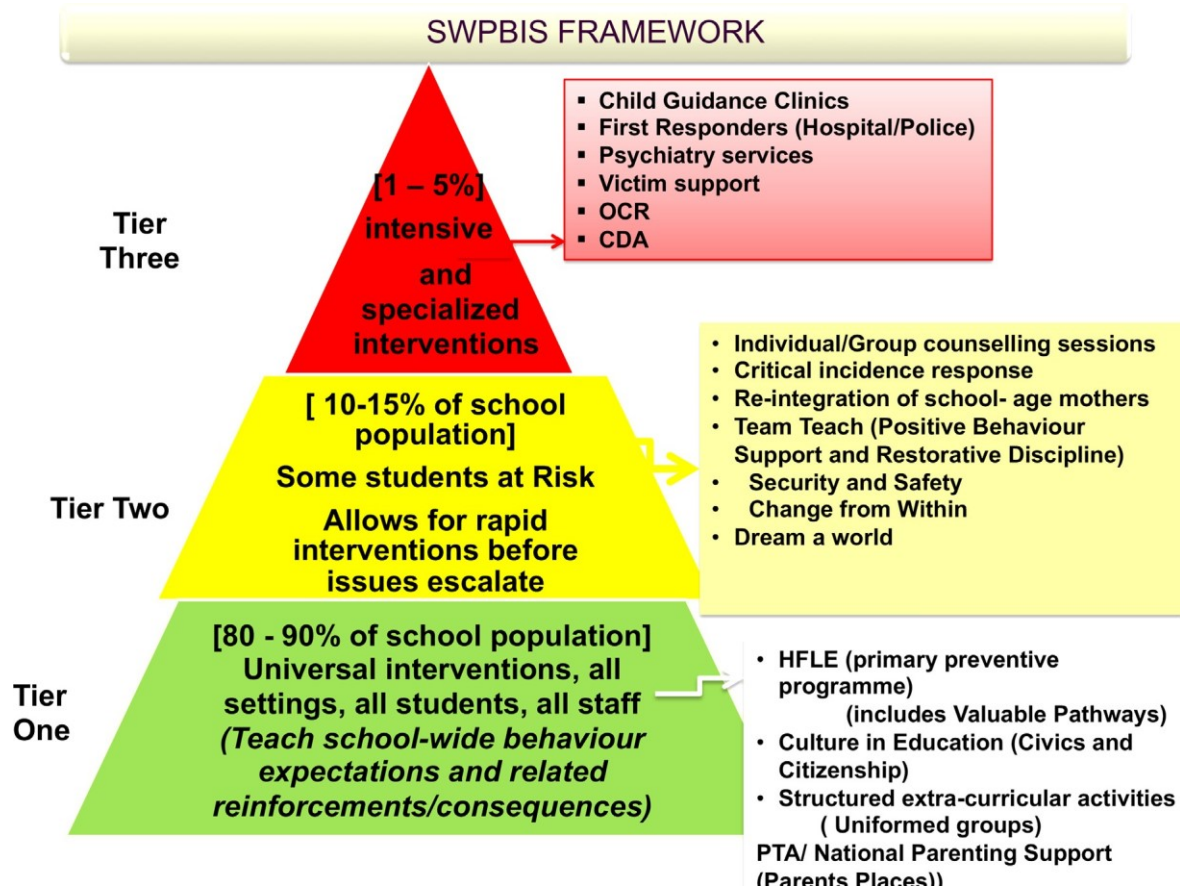 SWPBIS FRAMEWORK
Tier
Three
[1 – 5%]
intensive
and
specialized
interventions
▪ Child Guidance Clinics
▪ First Responders (Hospital/Police)
▪ Psychiatry services
▪ Victim support
▪ OCR
▪ CDA
Tier Two
[ 10-15% of school
population]
Some students at Risk
Allows for rapid
interventions before
issues escalate
• Individual/Group counselling sessions
• Critical incidence response
• Re-integration of school- age mothers
• Team Teach (Positive Behaviour
Support and Restorative Discipline)
• Security and Safety
• Change from Within
• Dream a world
Tier
One
[80 - 90% of school population]
Universal interventions, all
settings, all students, all staff
(Teach school-wide behaviour
expectations and related
reinforcements/consequences)
• HFLE (primary preventive
programme)
(includes Valuable Pathways)
• Culture in Education (Civics and
Citizenship)
• Structured extra-curricular activities
( Uniformed groups)
PTA/ National Parenting Support
(Parents Places))